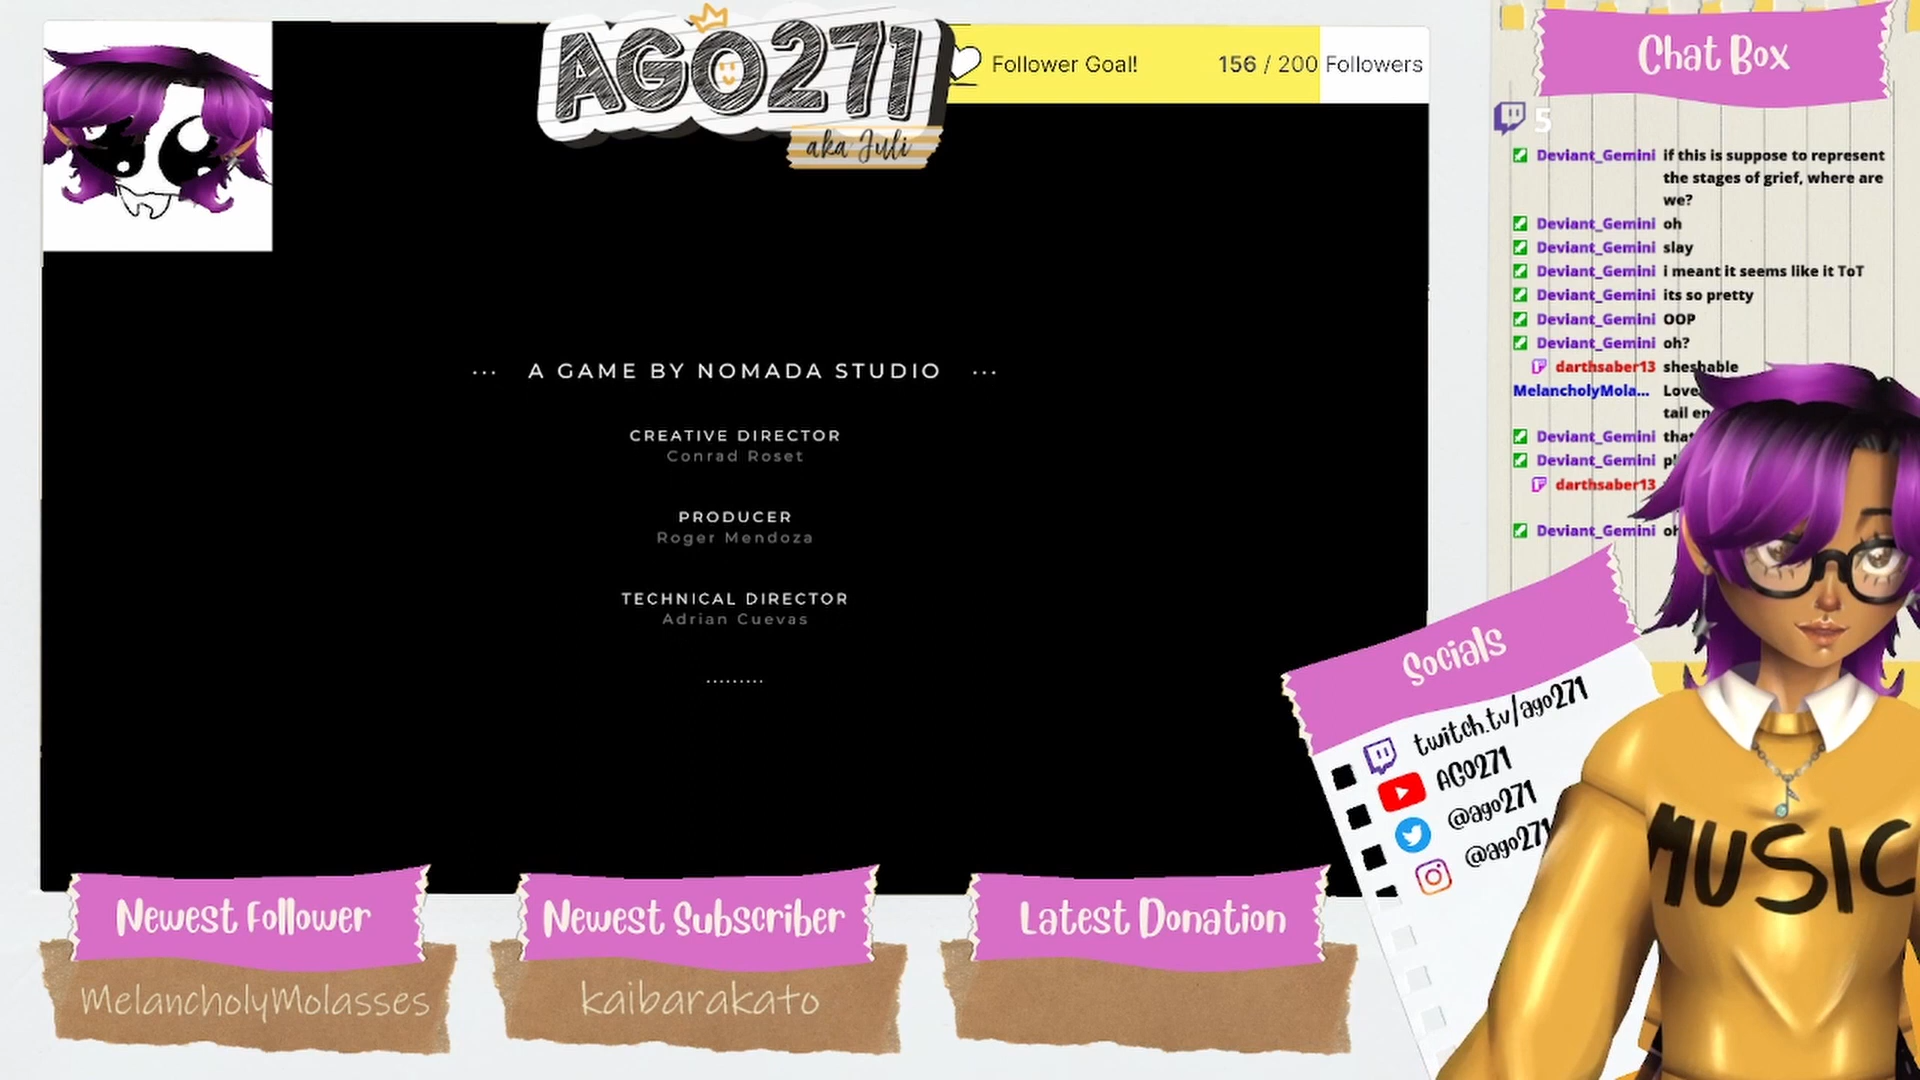 AGO271
aka Juli
Follower Goal!
156 / 200 Followers
Chat Box
5
Deviant_Gemini if this is suppose to represent
the stages of grief, where are
we?
Deviant_Gemini oh
Deviant_Gemini slay
Deviant_Gemini i meant it seems like it ToT
Deviant_Gemini its so pretty
Deviant_Gemini OOP
Deviant_Gemini oh?
darthsaber13 sheshable
MelancholyMola...
tail
Deviant_Gemini
Deviant_Gemini
darthsaber13
Deviant_Gemini
A GAME BY NOMADA STUDIO
CREATIVE DIRECTOR
Conrad Roset
PRODUCER
Roger Mendoza
TECHNICAL DIRECTOR
Adrian Cuevas
Socials
twitch.tv/ago271
AGO271
@ago271
@ago271
MUSIC
Newest Follower
MelancholyMolasses
Newest Subscriber
kaibarakato
Latest Donation